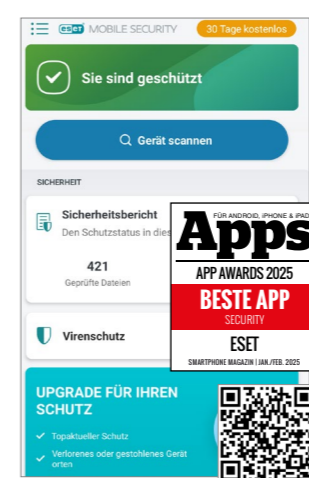 eset MOBILE SECURITY
30 Tage kostenlos
Sie sind geschützt
Gerät scannen
SICHERHEIT
Sicherheitsbericht
Den Schutzstatus in dies
421
Geprüfte Dateien
Virenschutz
FÜR ANDROID, IPHONE & IPAD
Apps
APP AWARDS 2025
BESTE APP
SECURITY
ESET
SMARTPHONE MAGAZIN | JAN./FEB. 2025
UPGRADE FÜR IHREN
SCHUTZ
Topaktueller Schutz
Verlorenes oder gestohlenes Gerät
orten